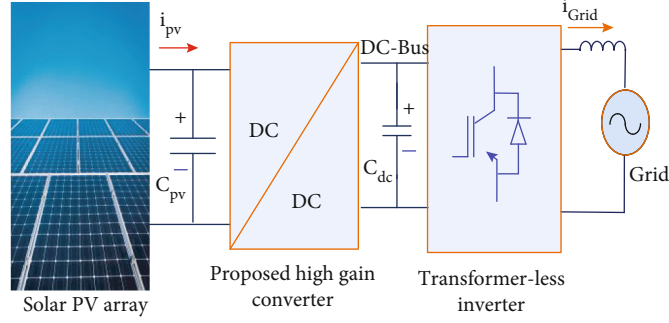 i_pv
i_Grid
DC-Bus
+
+
DC
−
−
C_pv
C_dc
DC
Grid
Proposed high gain
converter
Transformer-less
inverter
Solar PV array